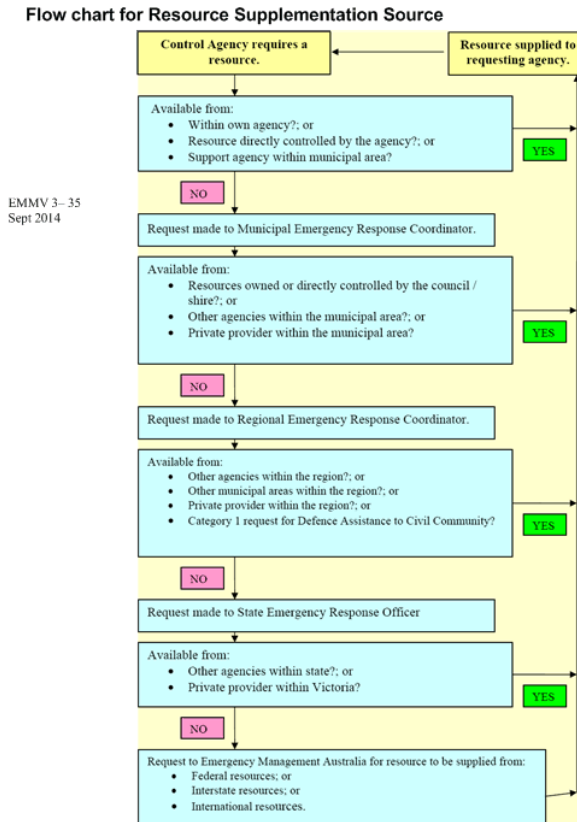 Flow chart for Resource Supplementation Source
Control Agency requires a
resource.
Resource supplied to
requesting agency.
Available from:
• Within own agency?; or
• Resource directly controlled by the agency?; or
• Support agency within municipal area?
YES
NO
EMMV 3– 35
Sept 2014
Request made to Municipal Emergency Response Coordinator.
Available from:
• Resources owned or directly controlled by the council /
shire?; or
• Other agencies within the municipal area?; or
• Private provider within the municipal area?
YES
NO
Request made to Regional Emergency Response Coordinator.
Available from:
• Other agencies within the region?; or
• Other municipal areas within the region?; or
• Private provider within the region?; or
• Category 1 request for Defence Assistance to Civil Community?
YES
NO
Request made to State Emergency Response Officer
Available from:
• Other agencies within state?; or
• Private provider within Victoria?
YES
NO
Request to Emergency Management Australia for resource to be supplied from:
• Federal resources; or
• Interstate resources; or
• International resources.